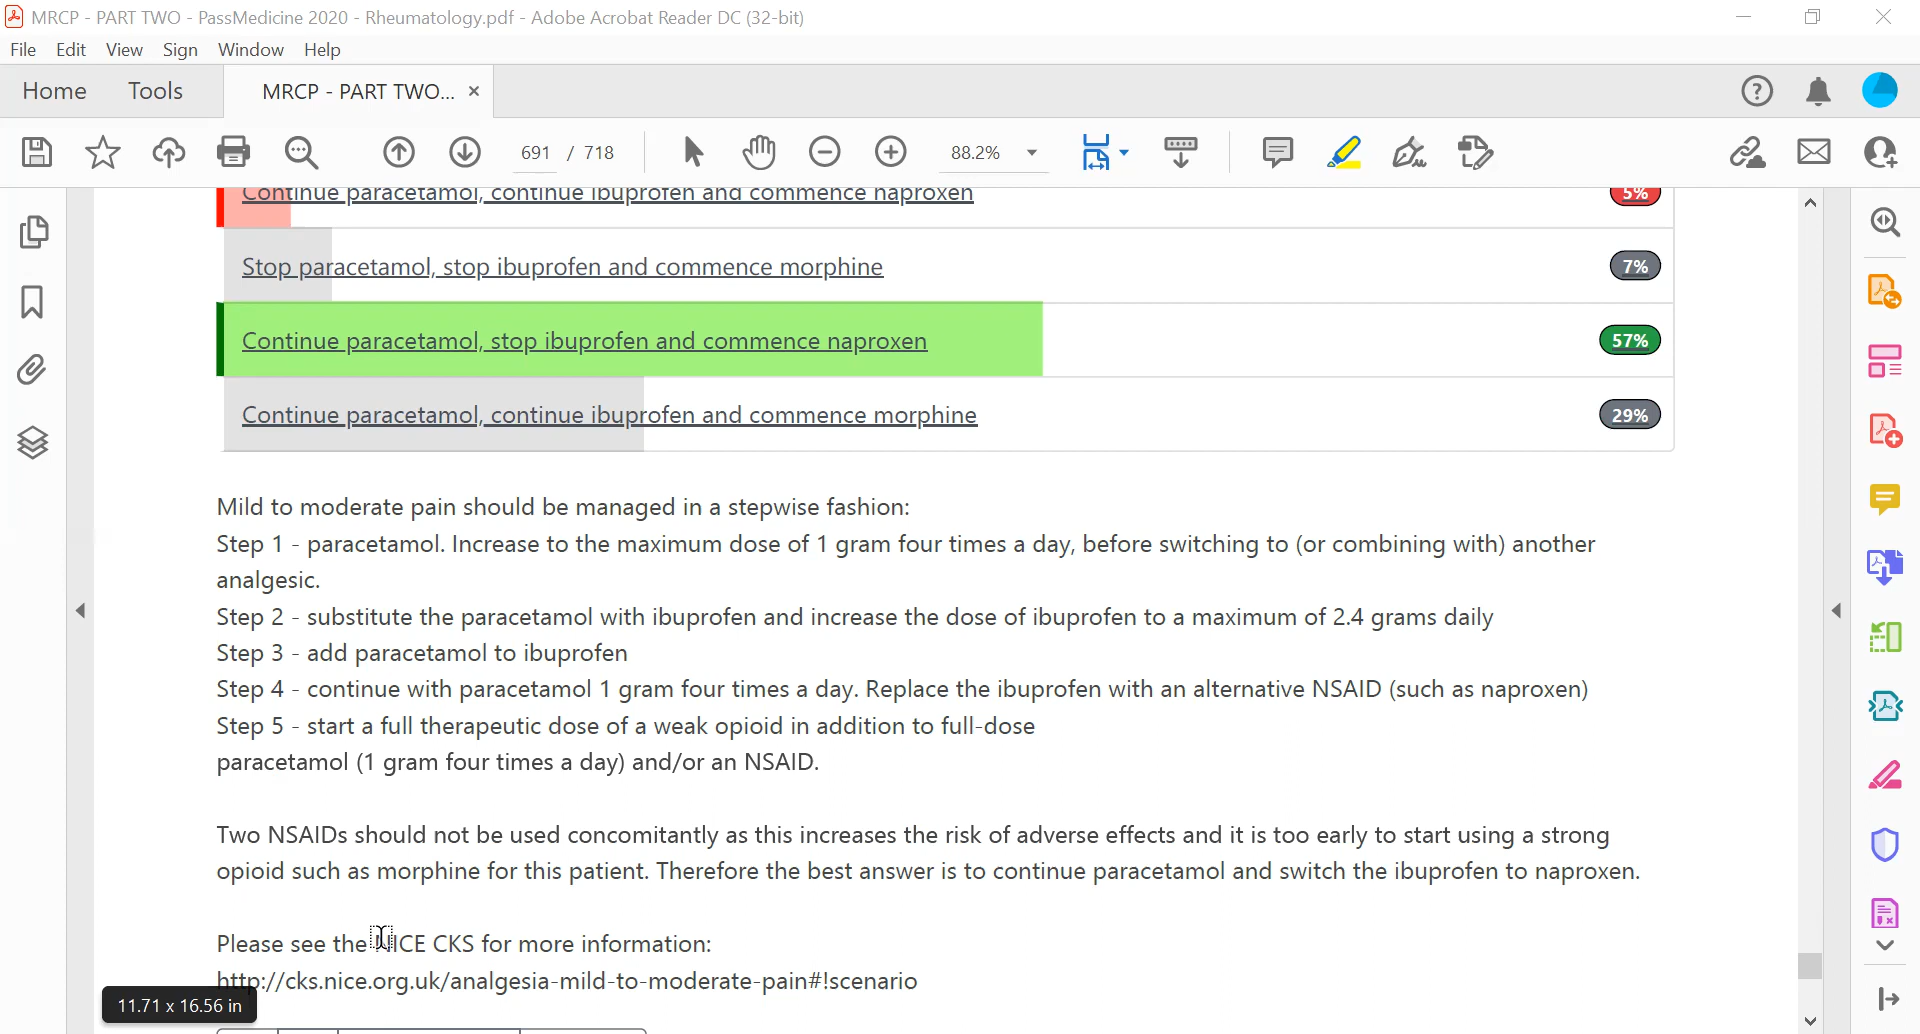 MRCP - PART TWO - PassMedicine 2020 - Rheumatology.pdf - Adobe Acrobat Reader DC (32-bit)
File Edit View Sign Window Help
Home Tools MRCP - PART TWO... ×
691 / 718 88.2%
Continue paracetamol, continue ibuprofen and commence naproxen 5%
Stop paracetamol, stop ibuprofen and commence morphine 7%
Continue paracetamol, stop ibuprofen and commence naproxen 57%
Continue paracetamol, continue ibuprofen and commence morphine 29%
Mild to moderate pain should be managed in a stepwise fashion:
Step 1 - paracetamol. Increase to the maximum dose of 1 gram four times a day, before switching to (or combining with) another
analgesic.
Step 2 - substitute the paracetamol with ibuprofen and increase the dose of ibuprofen to a maximum of 2.4 grams daily
Step 3 - add paracetamol to ibuprofen
Step 4 - continue with paracetamol 1 gram four times a day. Replace the ibuprofen with an alternative NSAID (such as naproxen)
Step 5 - start a full therapeutic dose of a weak opioid in addition to full-dose
paracetamol (1 gram four times a day) and/or an NSAID.
Two NSAIDs should not be used concomitantly as this increases the risk of adverse effects and it is too early to start using a strong
opioid such as morphine for this patient. Therefore the best answer is to continue paracetamol and switch the ibuprofen to naproxen.
Please see the NICE CKS for more information:
http://cks.nice.org.uk/analgesia-mild-to-moderate-pain#!scenario
11.71 x 16.56 in